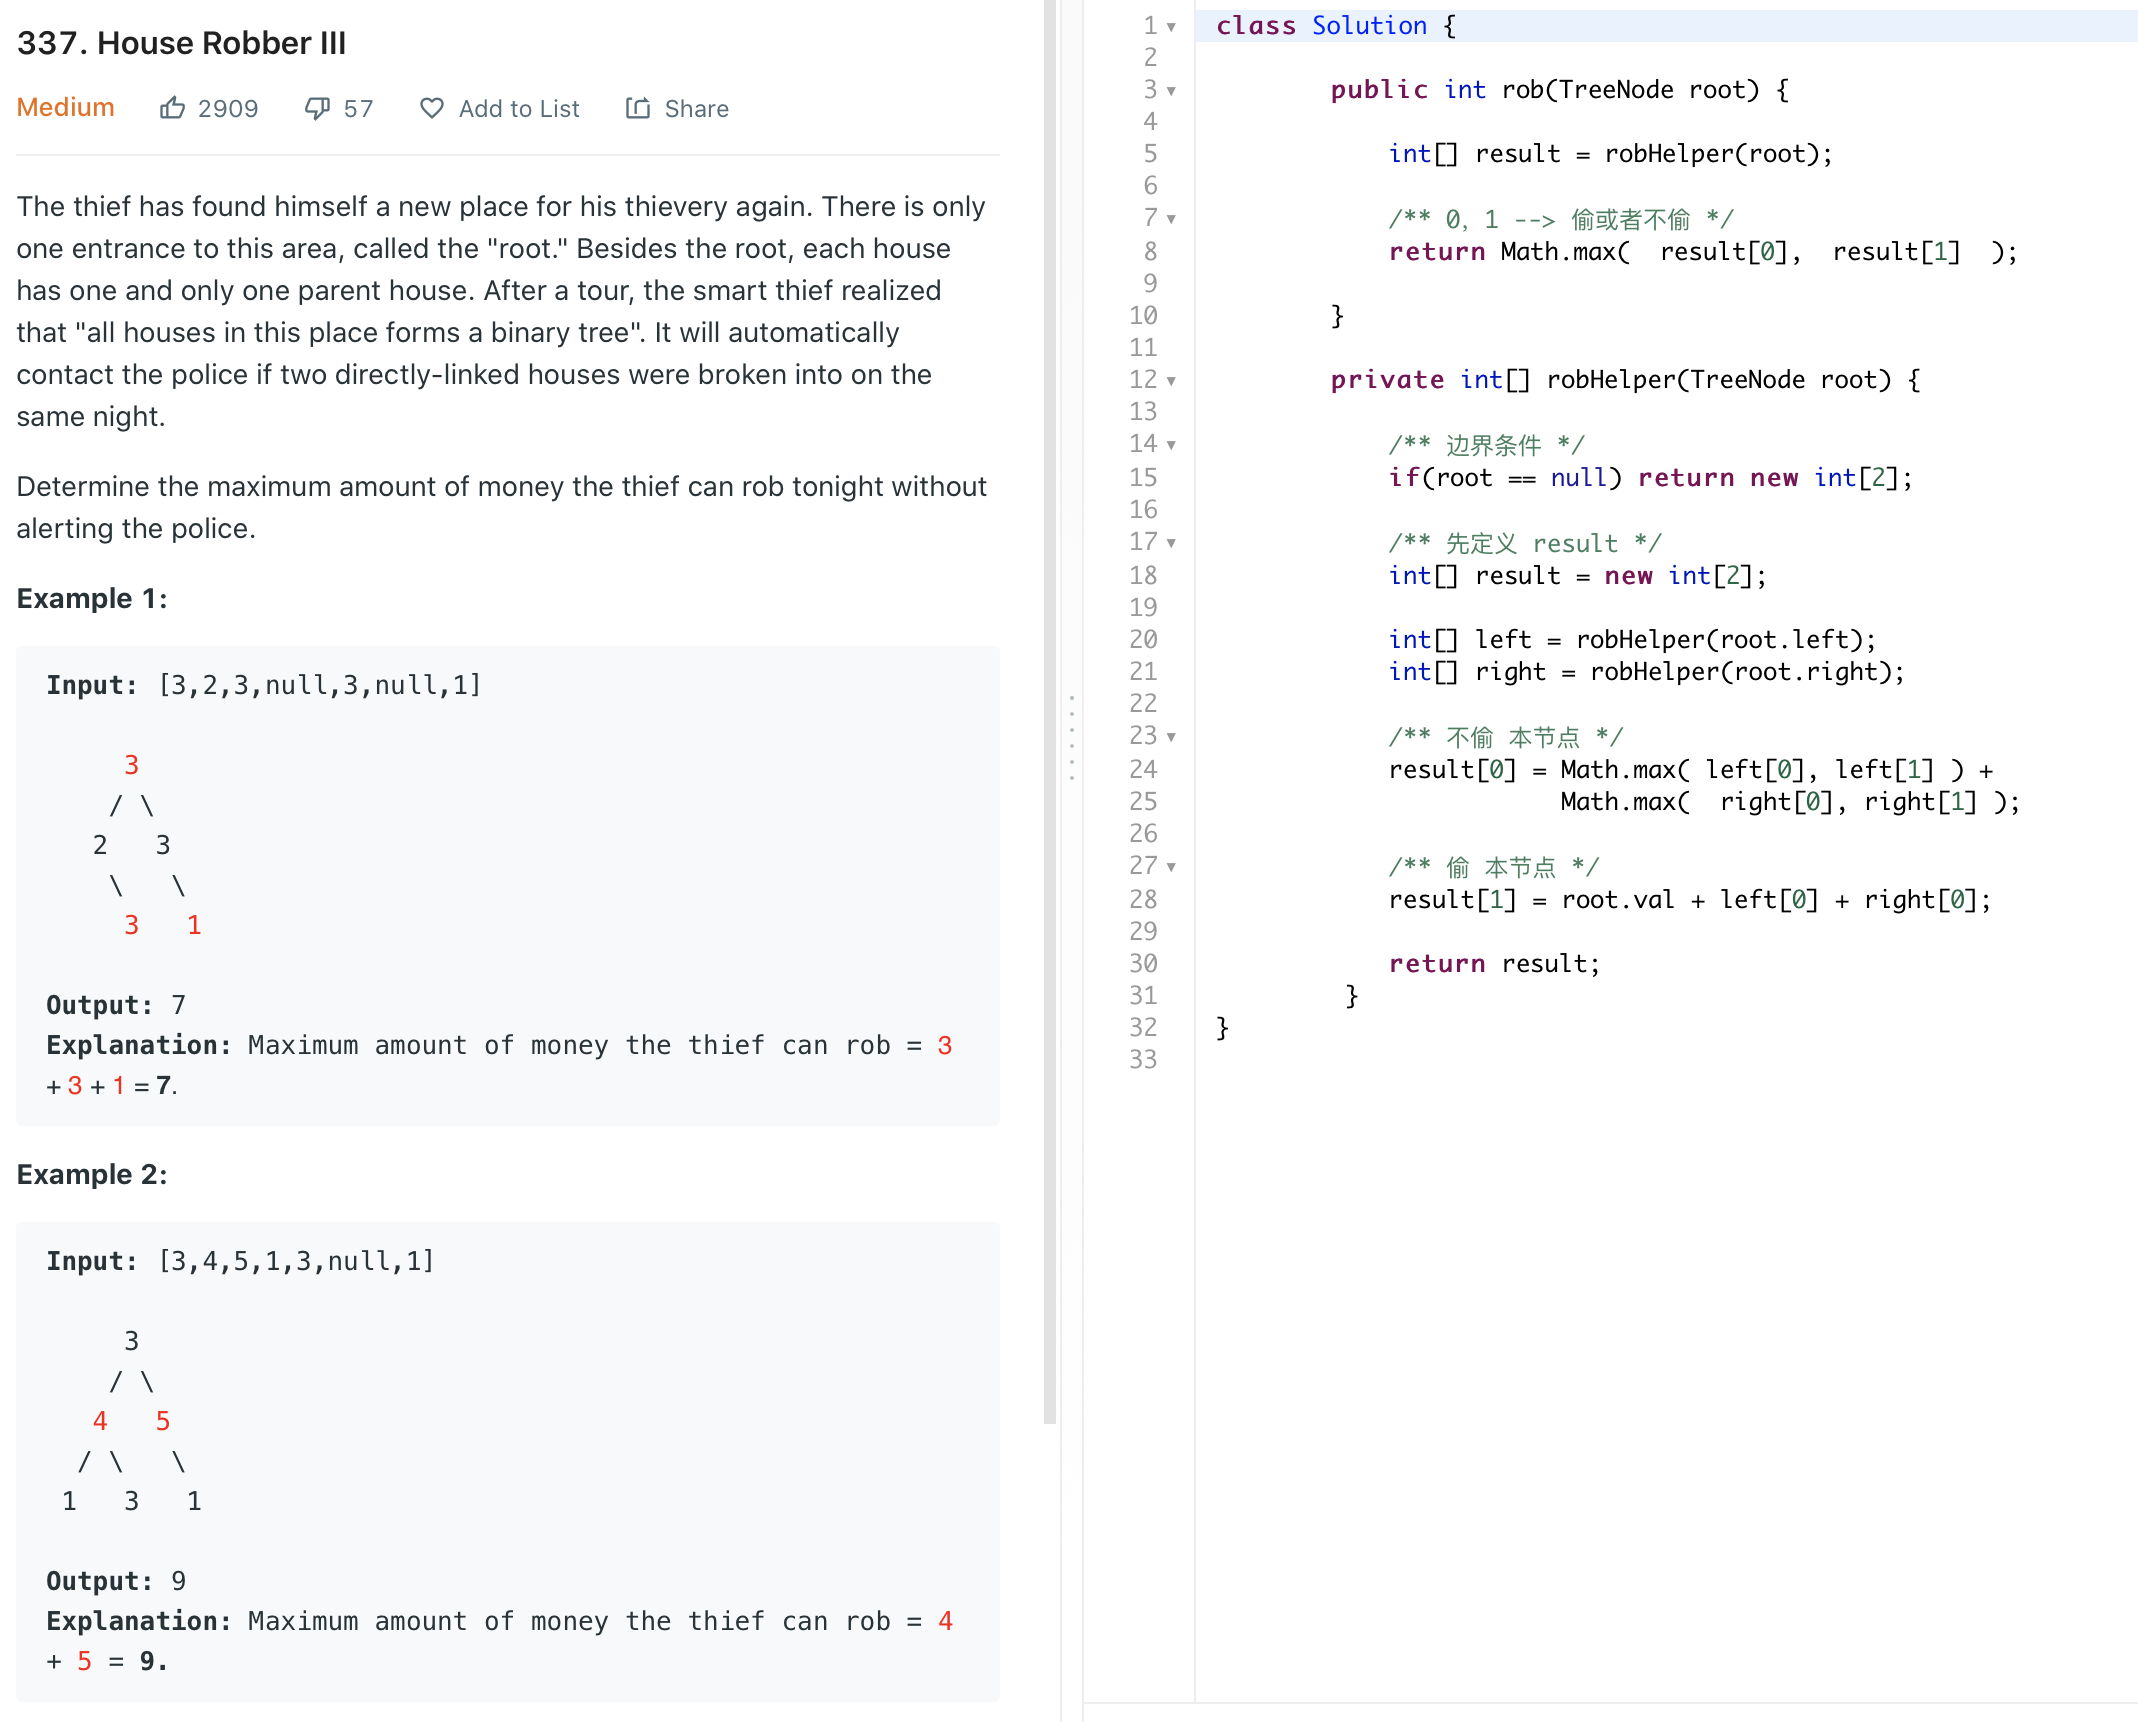 337. House Robber III
Medium 2909 57 Add to List Share
The thief has found himself a new place for his thievery again. There is only
one entrance to this area, called the "root." Besides the root, each house
has one and only one parent house. After a tour, the smart thief realized
that "all houses in this place forms a binary tree". It will automatically
contact the police if two directly-linked houses were broken into on the
same night.
Determine the maximum amount of money the thief can rob tonight without
alerting the police.
Example 1:
Input: [3,2,3,null,3,null,1]
3
/ \
2 3
\ \
3 1
Output: 7
Explanation: Maximum amount of money the thief can rob = 3
+ 3 + 1 = 7.
Example 2:
Input: [3,4,5,1,3,null,1]
3
/ \
4 5
/ \ \
1 3 1
Output: 9
Explanation: Maximum amount of money the thief can rob = 4
+ 5 = 9.
1 class Solution {
2
3 public int rob(TreeNode root) {
4
5 int[] result = robHelper(root);
6
7 /** 0, 1 --> 偷或者不偷 */
8 return Math.max( result[0], result[1] );
9
10 }
11
12 private int[] robHelper(TreeNode root) {
13
14 /** 边界条件 */
15 if(root == null) return new int[2];
16
17 /** 先定义 result */
18 int[] result = new int[2];
19
20 int[] left = robHelper(root.left);
21 int[] right = robHelper(root.right);
22
23 /** 不偷 本节点 */
24 result[0] = Math.max( left[0], left[1] ) +
25 Math.max( right[0], right[1] );
26
27 /** 偷 本节点 */
28 result[1] = root.val + left[0] + right[0];
29
30 return result;
31 }
32 }
33